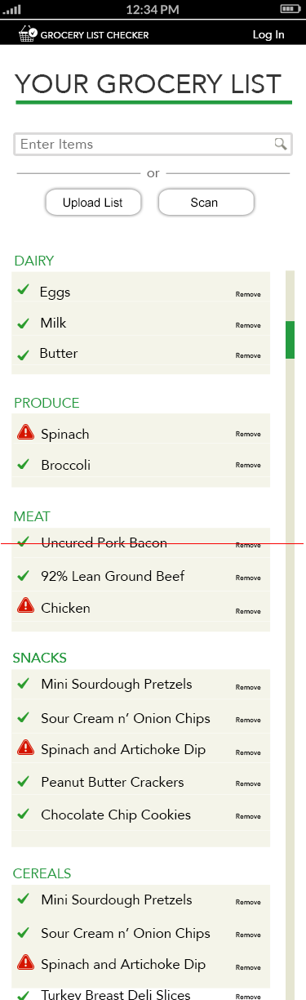 12:34 PM
GROCERY LIST CHECKER Log In
YOUR GROCERY LIST
Enter Items
or
Upload List Scan
DAIRY
Eggs Remove
Milk Remove
Butter Remove
PRODUCE
Spinach Remove
Broccoli Remove
MEAT
Uncured Pork Bacon Remove
92% Lean Ground Beef Remove
Chicken Remove
SNACKS
Mini Sourdough Pretzels Remove
Sour Cream n’ Onion Chips Remove
Spinach and Artichoke Dip Remove
Peanut Butter Crackers Remove
Chocolate Chip Cookies Remove
CEREALS
Mini Sourdough Pretzels Remove
Sour Cream n’ Onion Chips Remove
Spinach and Artichoke Dip Remove
Turkey Breast Deli Slices Remove